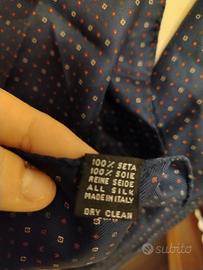 100% SETA
100% SOIE
REINE SEIDE
ALL SILK
MADE IN ITALY
DRY CLEAN
subito